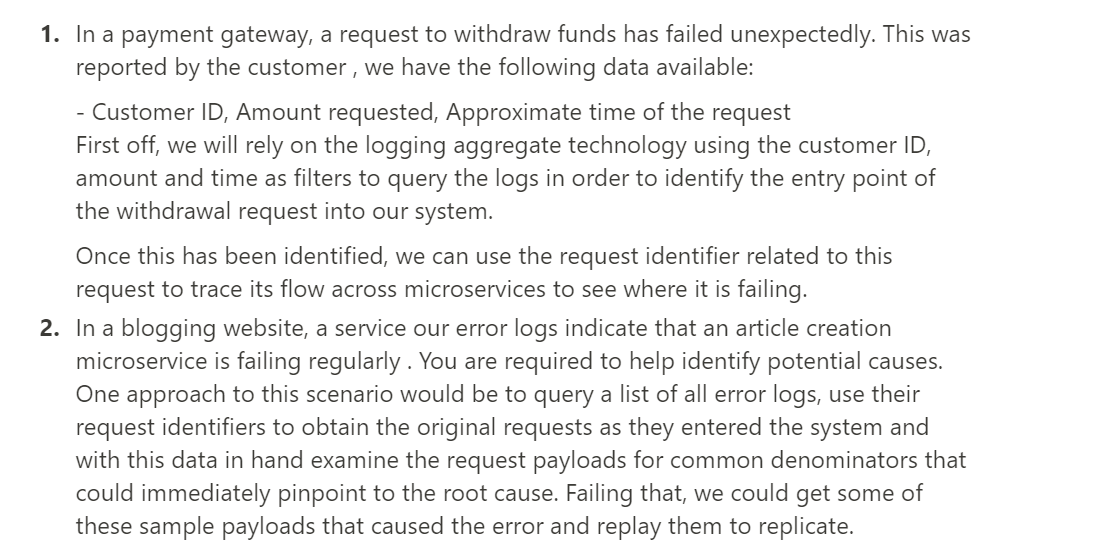 1. In a payment gateway, a request to withdraw funds has failed unexpectedly. This was
reported by the customer , we have the following data available:
- Customer ID, Amount requested, Approximate time of the request
First off, we will rely on the logging aggregate technology using the customer ID,
amount and time as filters to query the logs in order to identify the entry point of
the withdrawal request into our system.
Once this has been identified, we can use the request identifier related to this
request to trace its flow across microservices to see where it is failing.
2. In a blogging website, a service our error logs indicate that an article creation
microservice is failing regularly . You are required to help identify potential causes.
One approach to this scenario would be to query a list of all error logs, use their
request identifiers to obtain the original requests as they entered the system and
with this data in hand examine the request payloads for common denominators that
could immediately pinpoint to the root cause. Failing that, we could get some of
these sample payloads that caused the error and replay them to replicate.